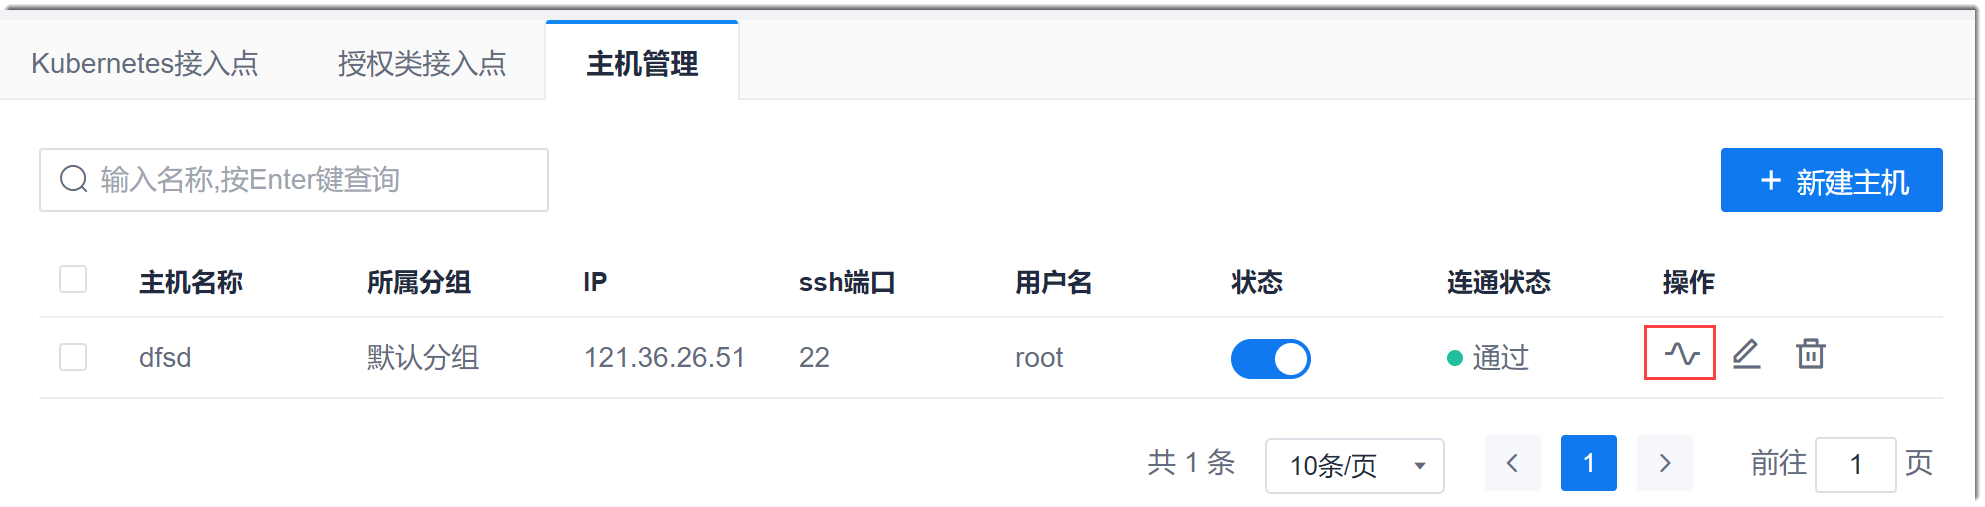 Kubernetes接入点 授权类接入点 主机管理
输入名称,按Enter键查询
+ 新建主机
主机名称 所属分组 IP ssh端口 用户名 状态 连通状态 操作
dfsd 默认分组 121.36.26.51 22 root 通过
共 1 条 10条/页 < 1 > 前往 1 页